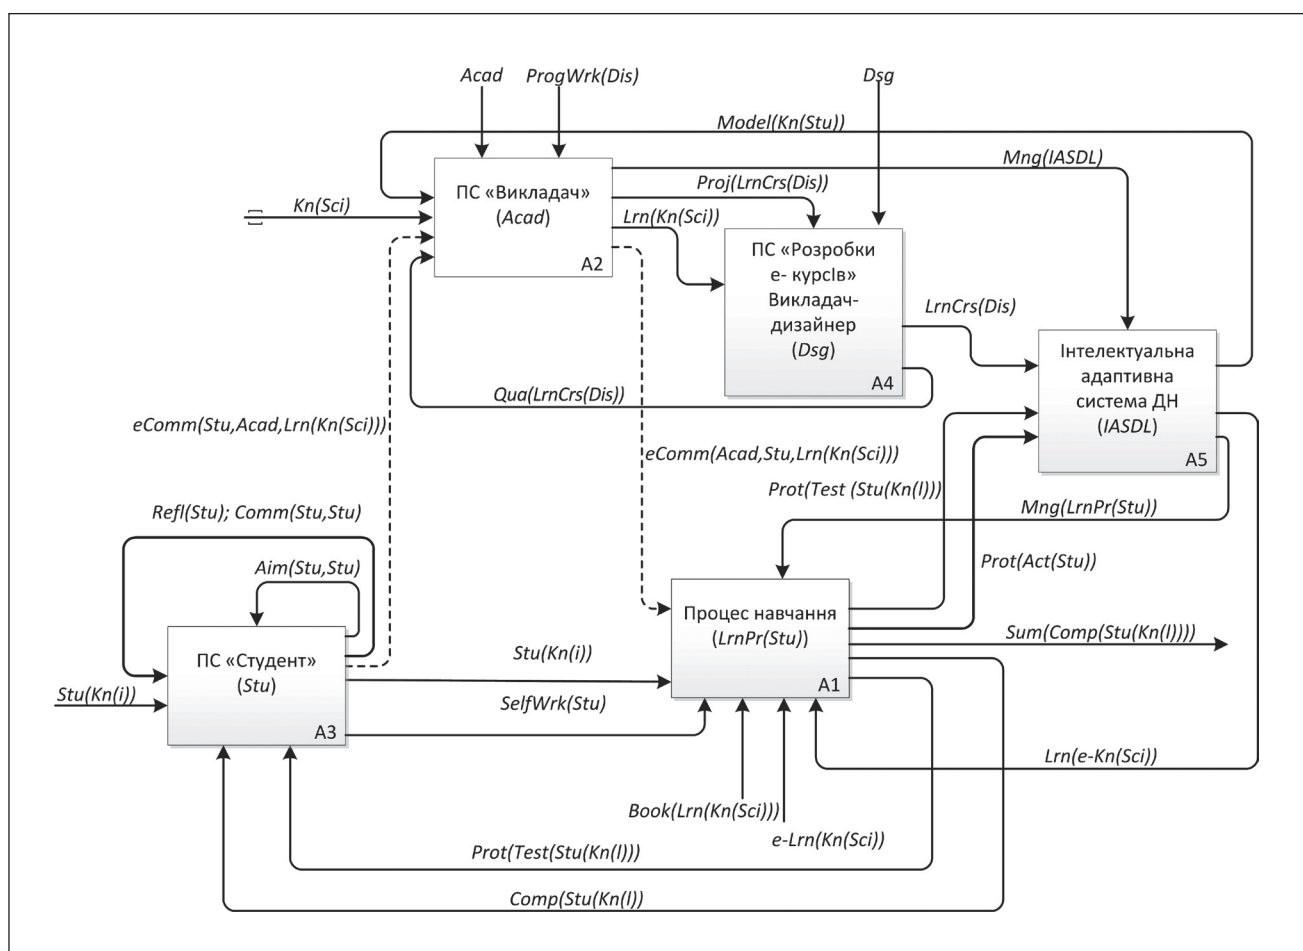 Acad
ProgWrk(Dis)
Dsg
Model(Kn(Stu))
Mng(IASDL)
ПС «Викладач»
(Acad)
A2
Proj(LrnCrs(Dis))
Kn(Sci)
Lrn(Kn(Sci))
ПС «Розробки
е- курсІв»
Викладач-
дизайнер
(Dsg)
A4
LrnCrs(Dis)
Інтелектуальна
адаптивна
система ДН
(IASDL)
A5
Qua(LrnCrs(Dis))
eComm(Stu,Acad,Lrn(Kn(Sci)))
eComm(Acad,Stu,Lrn(Kn(Sci)))
Prot(Test (Stu(Kn(l)))
Mng(LrnPr(Stu))
Refl(Stu); Comm(Stu,Stu)
Aim(Stu,Stu)
Prot(Act(Stu))
Процес навчання
(LrnPr(Stu))
A1
Sum(Comp(Stu(Kn(l))))
ПС «Студент»
(Stu)
A3
Stu(Kn(i))
Stu(Kn(i))
SelfWrk(Stu)
Lrn(e-Kn(Sci))
Book(Lrn(Kn(Sci)))
e-Lrn(Kn(Sci))
Prot(Test(Stu(Kn(l)))
Comp(Stu(Kn(l))